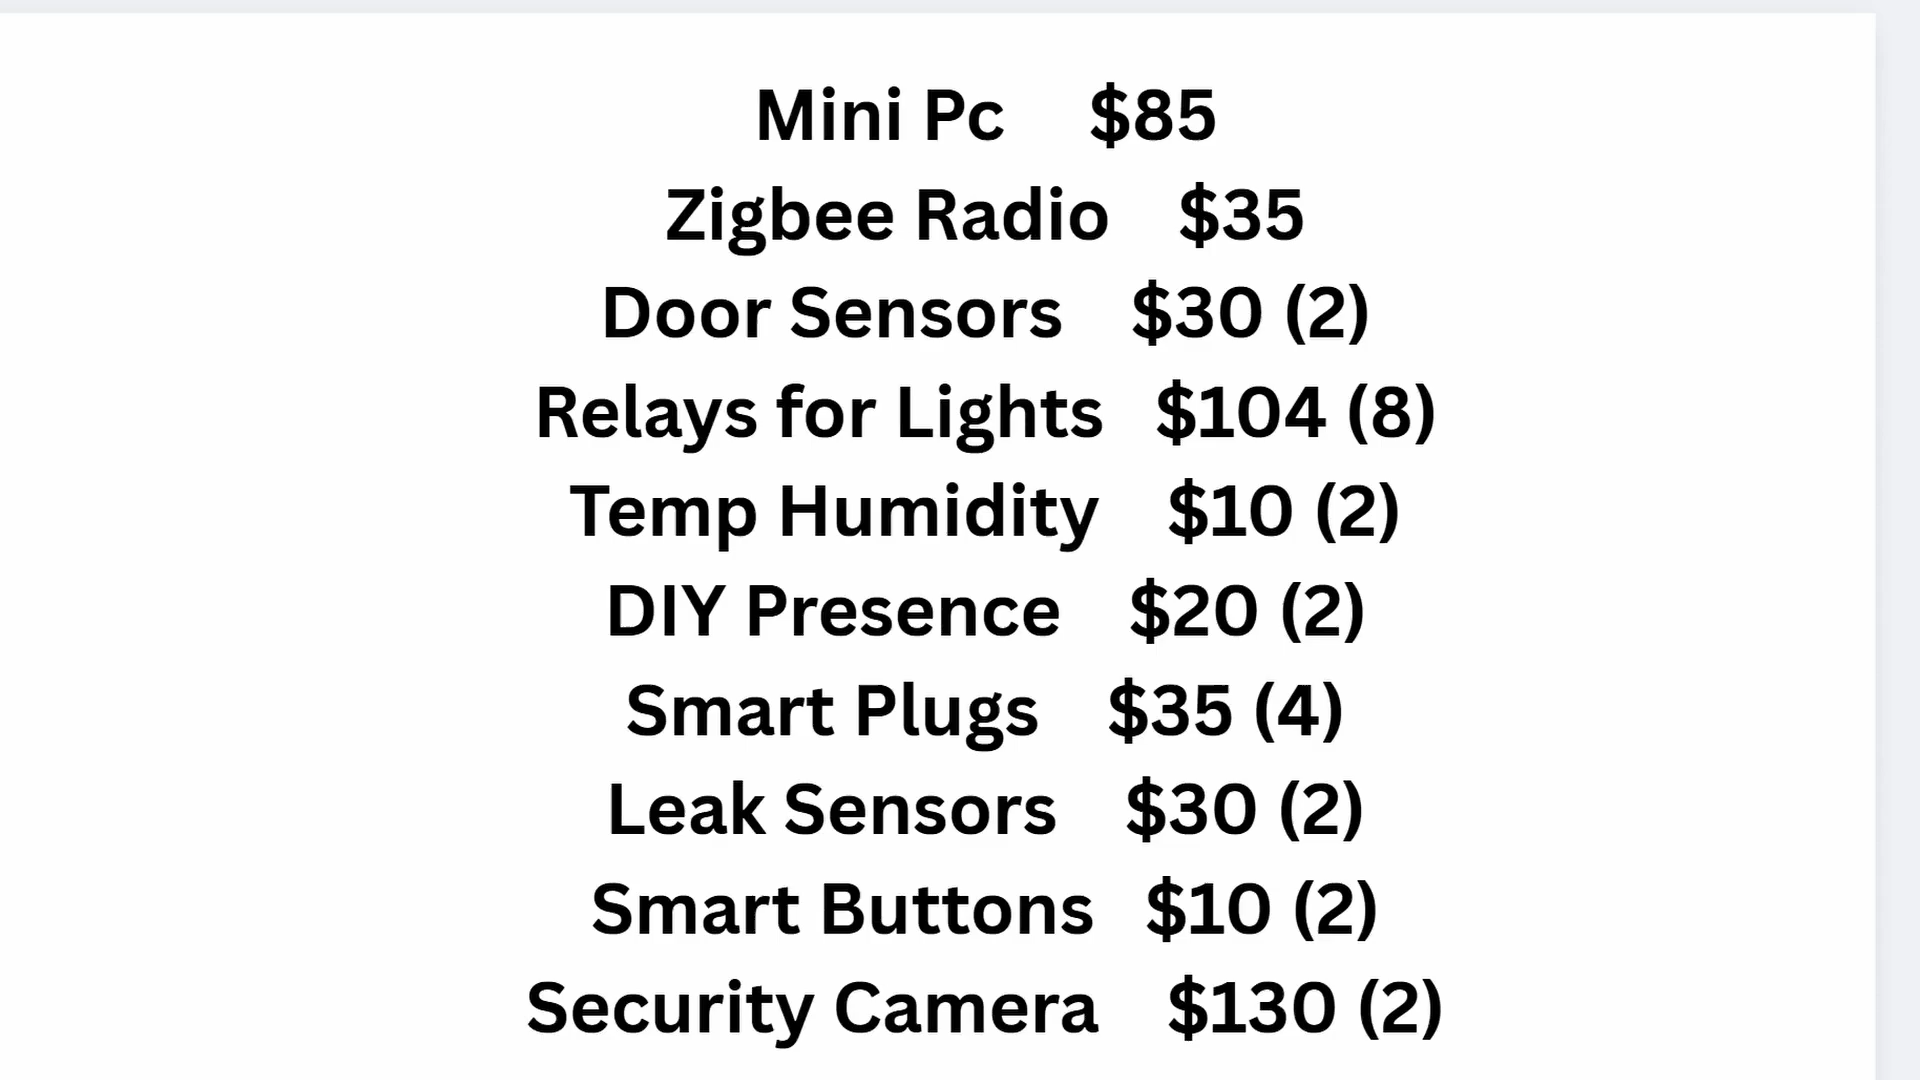 Mini Pc $85
Zigbee Radio $35
Door Sensors $30 (2)
Relays for Lights $104 (8)
Temp Humidity $10 (2)
DIY Presence $20 (2)
Smart Plugs $35 (4)
Leak Sensors $30 (2)
Smart Buttons $10 (2)
Security Camera $130 (2)